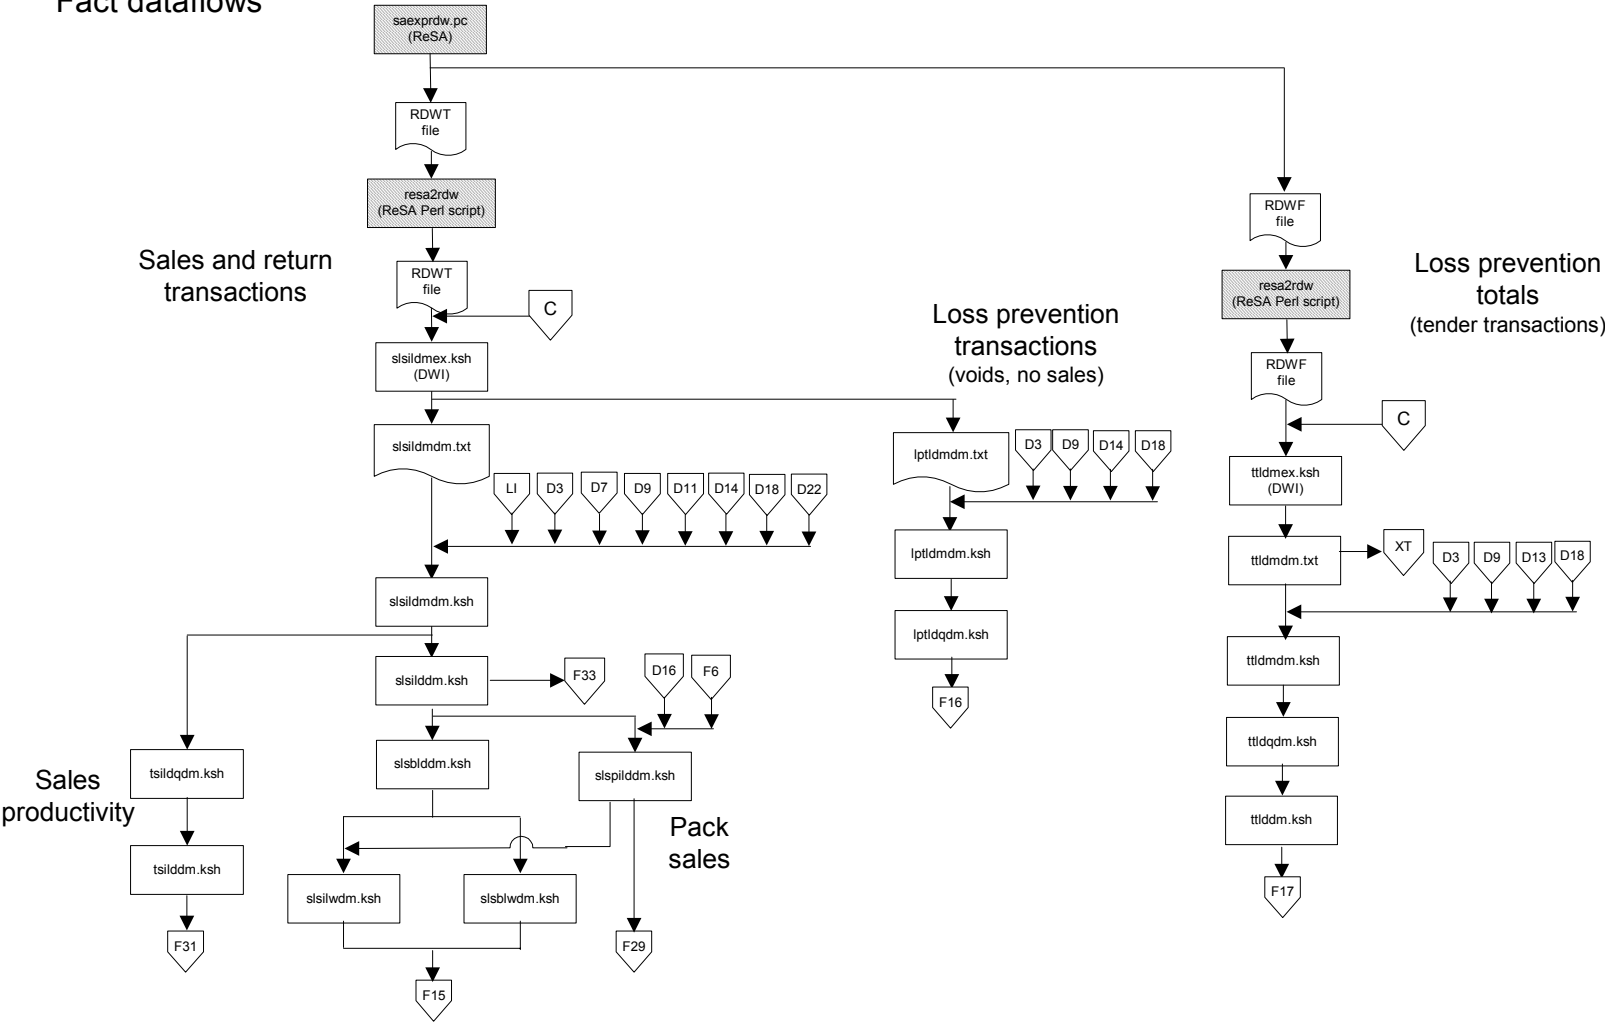 Fact dataflows
saexprdw.pc
(ReSA)
RDWT
file
resa2rdw
(ReSA Perl script)
RDWF
file
Sales and return
transactions
RDWT
file
C
Loss prevention
totals
(tender transactions)
resa2rdw
(ReSA Perl script)
Loss prevention
transactions
(voids, no sales)
slsildmex.ksh
(DWI)
RDWF
file
C
slsildmdm.txt
lptldmdm.txt
D3
D9
D14
D18
ttldmex.ksh
(DWI)
LI
D3
D7
D9
D11
D14
D18
D22
lptldmdm.ksh
ttldmdm.txt
XT
D3
D9
D13
D18
slsildmdm.ksh
lptldqdm.ksh
slsilddm.ksh
F33
D16
F6
F16
ttldmdm.ksh
ttldqdm.ksh
Sales
productivity
tsildqdm.ksh
slsblddm.ksh
slspilddm.ksh
Pack
sales
ttlddm.ksh
tsilddm.ksh
slsilwdm.ksh
slsblwdm.ksh
F17
F31
F29
F15